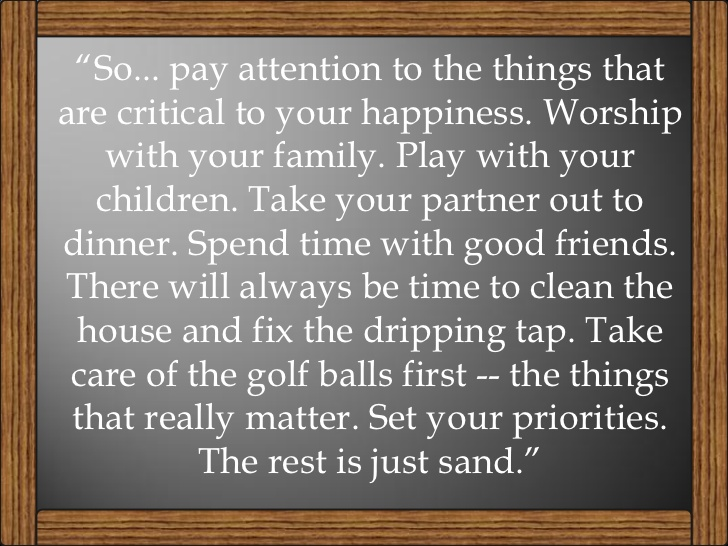 “So... pay attention to the things that
are critical to your happiness. Worship
with your family. Play with your
children. Take your partner out to
dinner. Spend time with good friends.
There will always be time to clean the
house and fix the dripping tap. Take
care of the golf balls first -- the things
that really matter. Set your priorities.
The rest is just sand.”